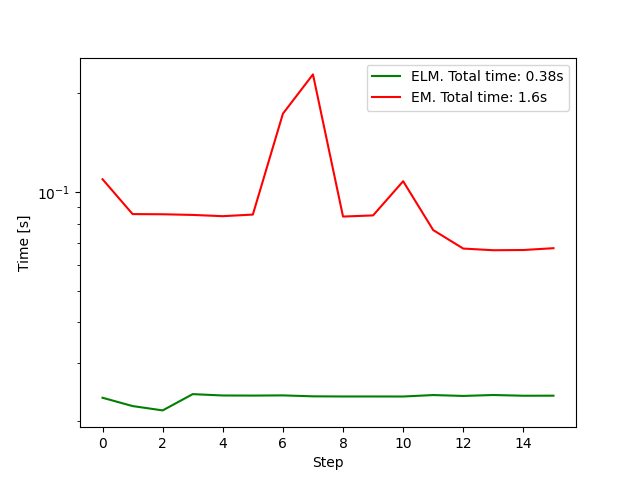 ELM. Total time: 0.38s
EM. Total time: 1.6s
10⁻¹
Time [s]
0 2 4 6 8 10 12 14
Step